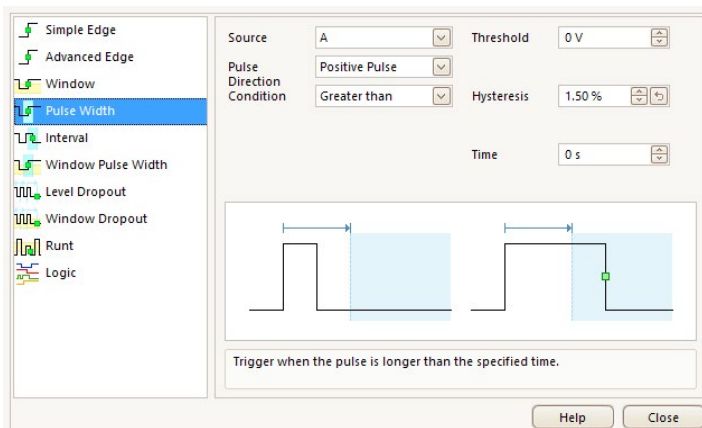 Simple Edge
Advanced Edge
Window
Pulse Width
Interval
Window Pulse Width
Level Dropout
Window Dropout
Runt
Logic
Source A Threshold 0 V
Pulse Direction Positive Pulse
Condition Greater than Hysteresis 1.50 %
Time 0 s
Trigger when the pulse is longer than the specified time.
Help Close